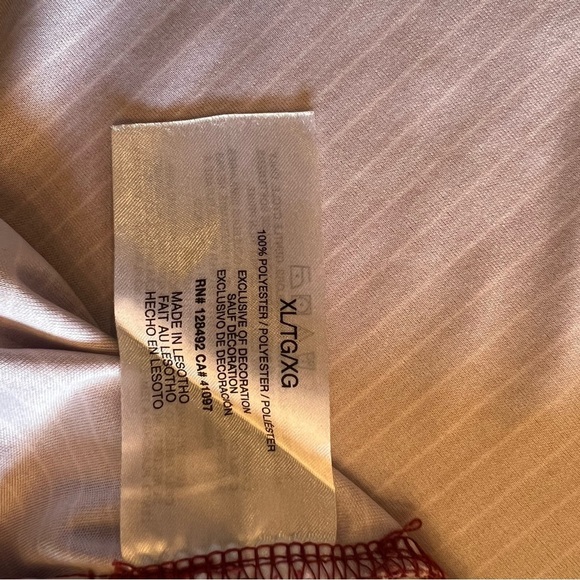 XL/TG/XG
100% POLYESTER / POLYESTER / POLIÉSTER
EXCLUSIVE OF DECORATION
SAUF DÉCORATION
EXCLUSIVO DE DECORACIÓN
RN# 128492 CA# 41097
MADE IN LESOTHO
FAIT AU LESOTHO
HECHO EN LESOTO